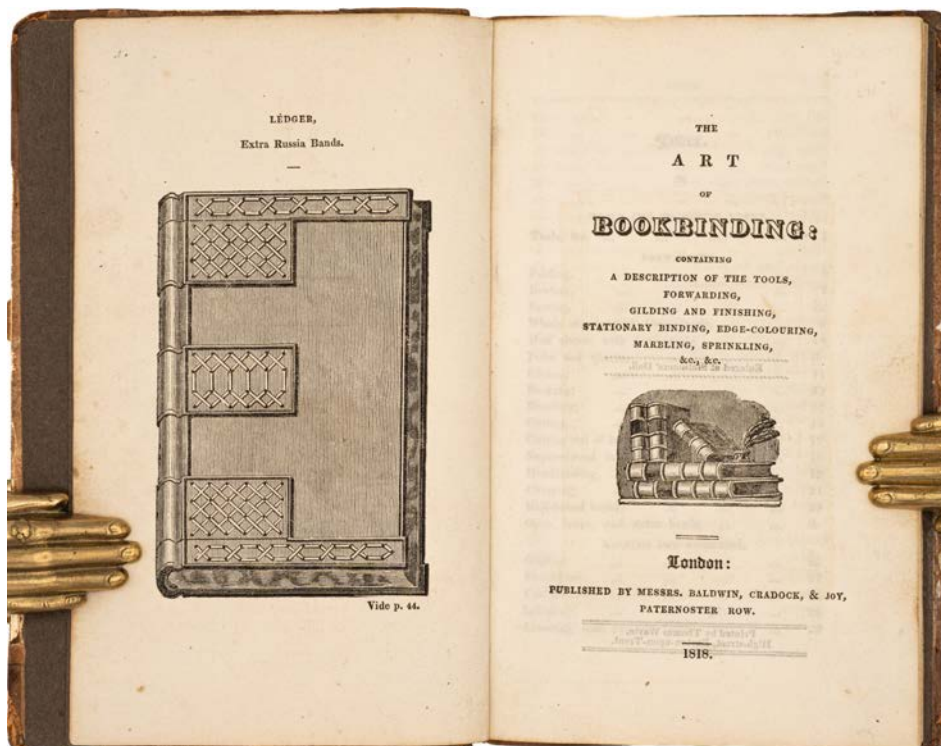 LEDGER,
Extra Russia Bands.
Vide p. 44.
THE
ART
OF
BOOKBINDING:
CONTAINING
A DESCRIPTION OF THE TOOLS,
FORWARDING,
GILDING AND FINISHING,
STATIONARY BINDING, EDGE-COLOURING,
MARBLING, SPRINKLING,
&c., &c.
London:
PUBLISHED BY MESSRS. BALDWIN, CRADOCK, & JOY,
PATERNOSTER ROW.
1818.